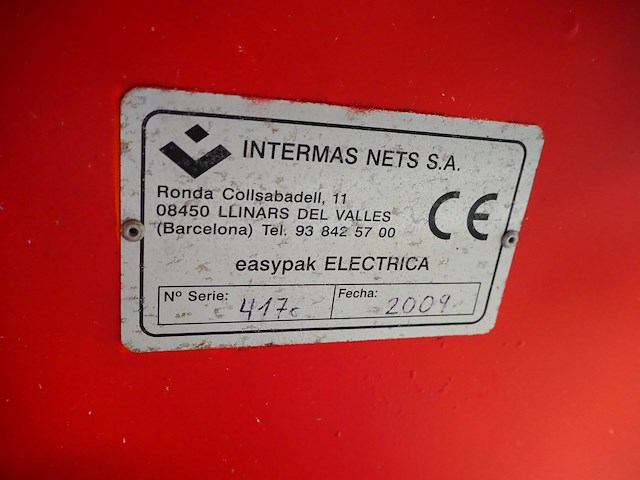 INTERMAS NETS S.A.
Ronda Collsabadell, 11
08450 LLINARS DEL VALLES
(Barcelona) Tel. 93 842 57 00
CE
easypak ELECTRICA
Nº Serie: 417c Fecha: 2009